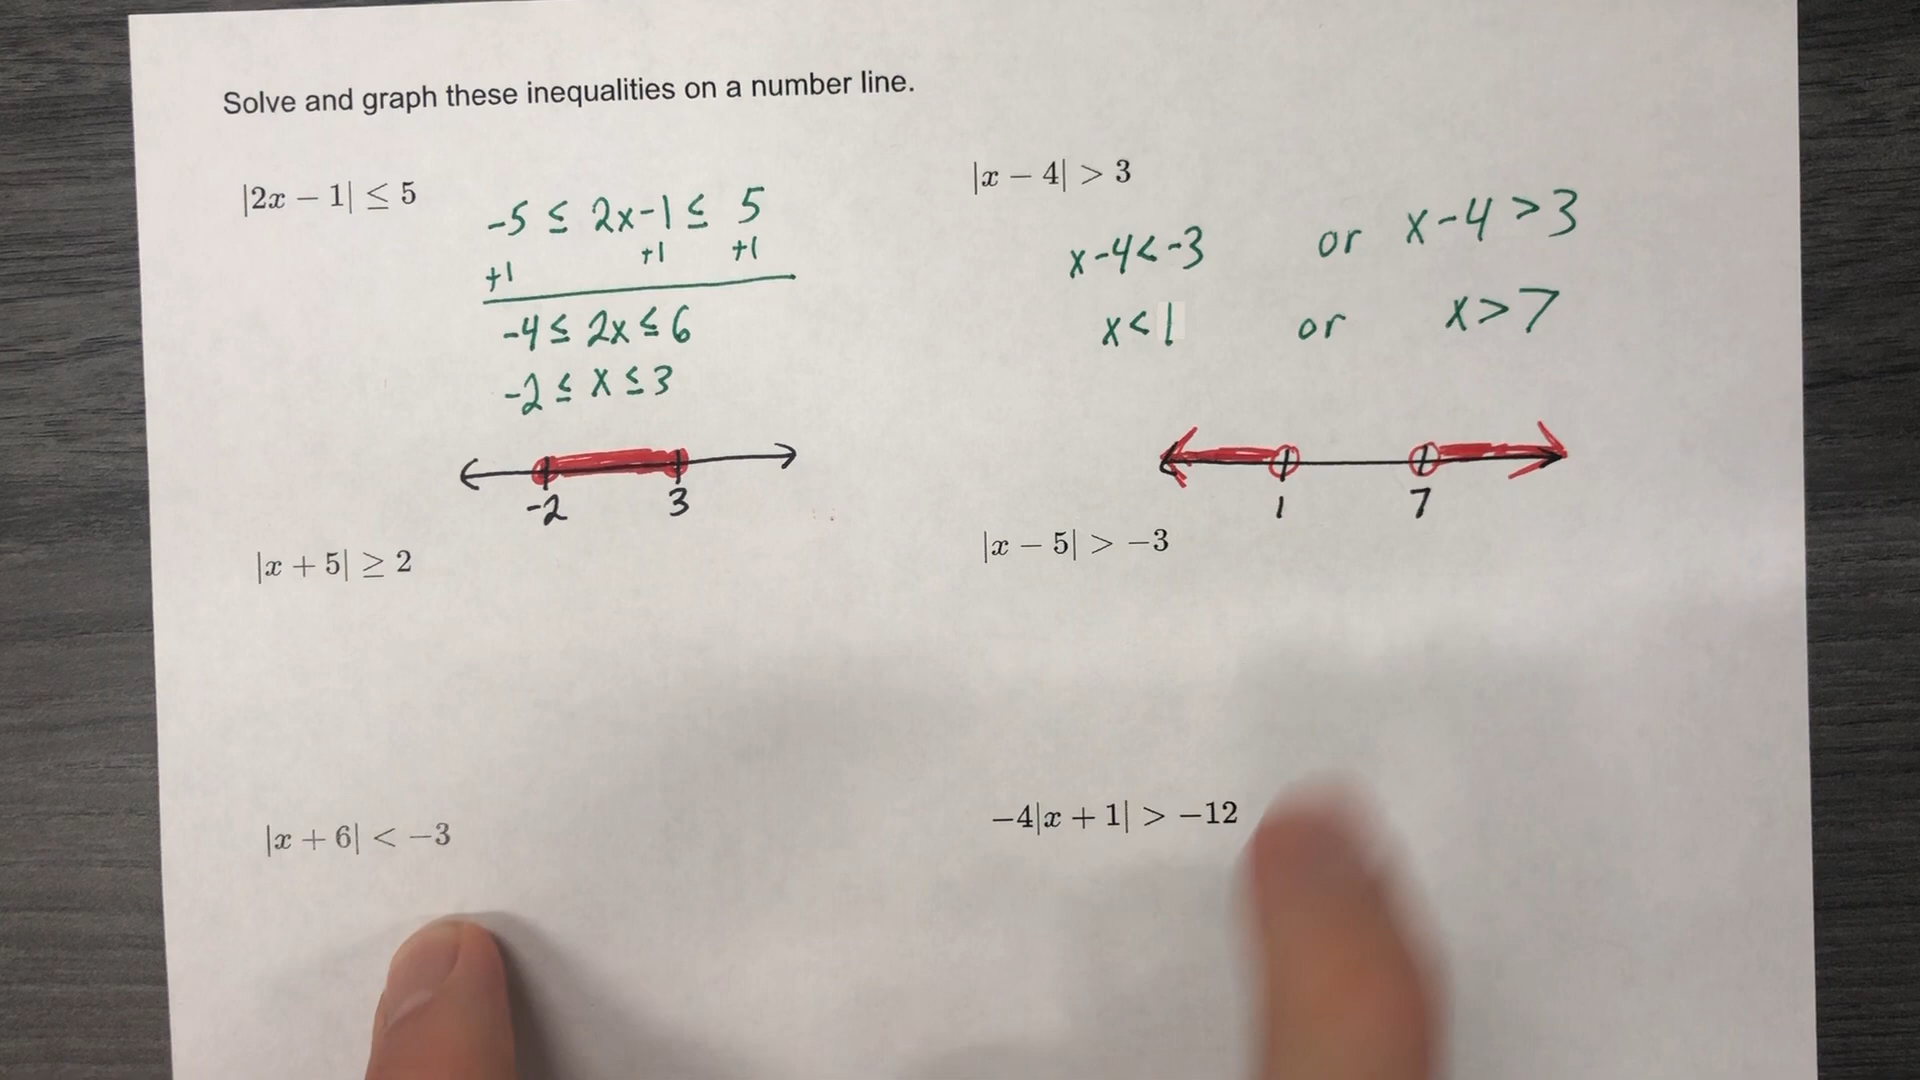 Solve and graph these inequalities on a number line.
|2x − 1| ≤ 5
-5 ≤ 2x-1 ≤ 5
+1 +1 +1
-4 ≤ 2x ≤ 6
-2 ≤ x ≤ 3
-2 3
|x − 4| > 3
x-4<-3 or x-4>3
x<1 or x>7
1 7
|x + 5| ≥ 2
|x − 5| > −3
|x + 6| < −3
−4|x + 1| > −12